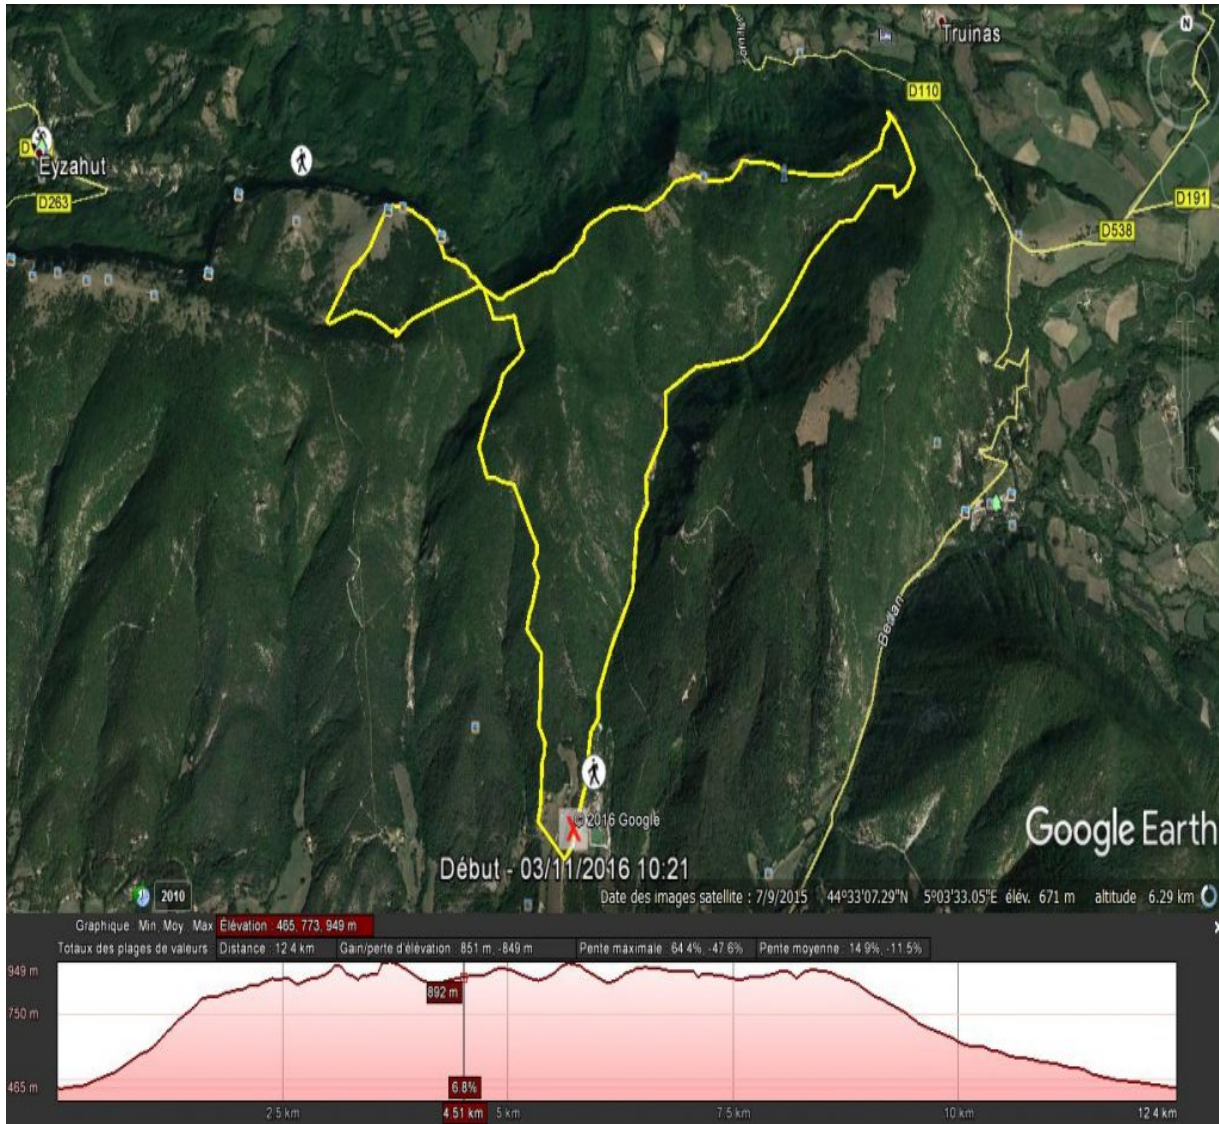 Truinas
N
D110
Eyzahut
D263
D191
D538
© 2016 Google
Google Earth
Début - 03/11/2016 10:21
2010
Date des images satellite : 7/9/2015 44°33'07.29"N 5°03'33.05"E élév. 671 m altitude 6.29 km
Graphique : Min, Moy, Max Élévation : 465, 773, 949 m
Totaux des plages de valeurs : Distance : 12.4 km Gain/perte d'élévation : 851 m, -849 m Pente maximale : 64.4%, -47.6% Pente moyenne : 14.9%, -11.5%
949 m
892 m
750 m
465 m
6.8%
2.5 km 4.51 km 5 km 7.5 km 10 km 12.4 km